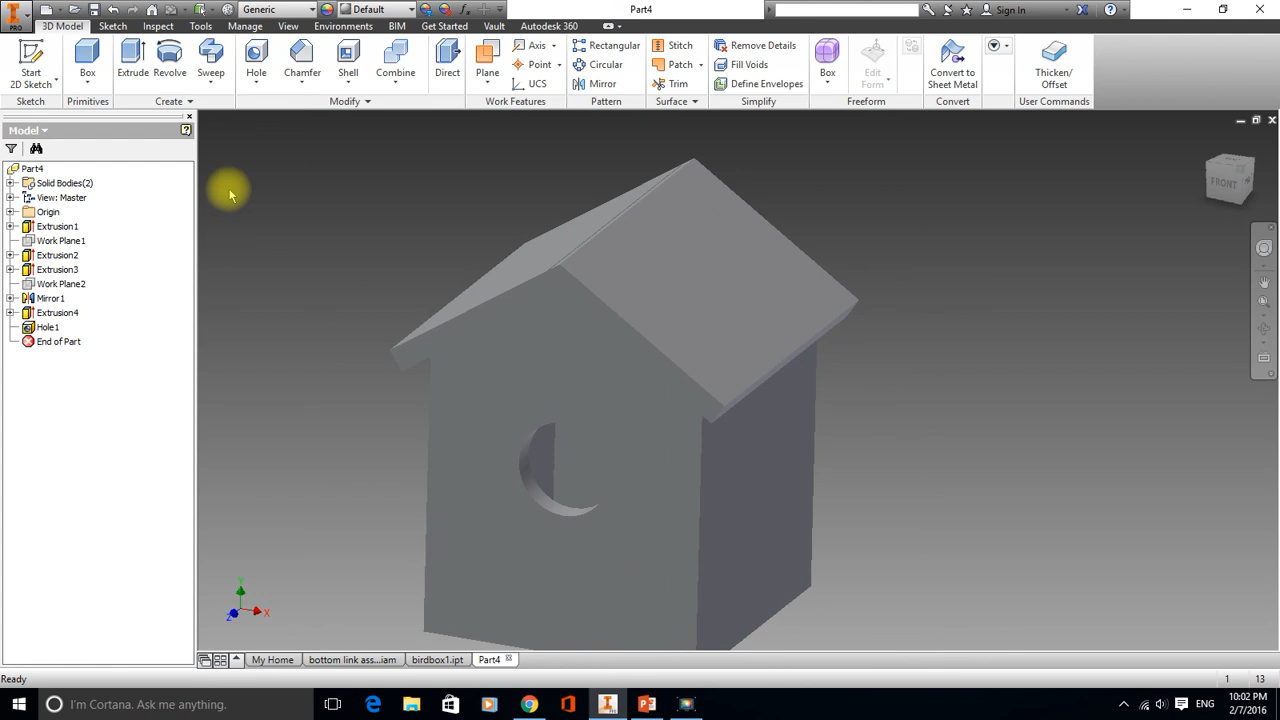 Generic Default Part4 Sign In
PRO 3D Model Sketch Inspect Tools Manage View Environments BIM Get Started Vault Autodesk 360
Start 2D Sketch Box Extrude Revolve Sweep Hole Chamfer Shell Combine Direct Plane Axis Rectangular Stitch Remove Details Box Edit Form Convert to Sheet Metal Thicken/ Offset
Point Circular Patch Fill Voids
UCS Mirror Trim Define Envelopes
Sketch Primitives Create Modify Work Features Pattern Surface Simplify Freeform Convert User Commands
Model
Part4
Solid Bodies(2)
View: Master
Origin
Extrusion1
Work Plane1
Extrusion2
Extrusion3
Work Plane2
Mirror1
Extrusion4
Hole1
End of Part
FRONT
Y
X
Z
My Home bottom link ass...iam birdbox1.ipt Part4
Ready 1 13
I'm Cortana. Ask me anything. ENG 10:02 PM
2/7/2016